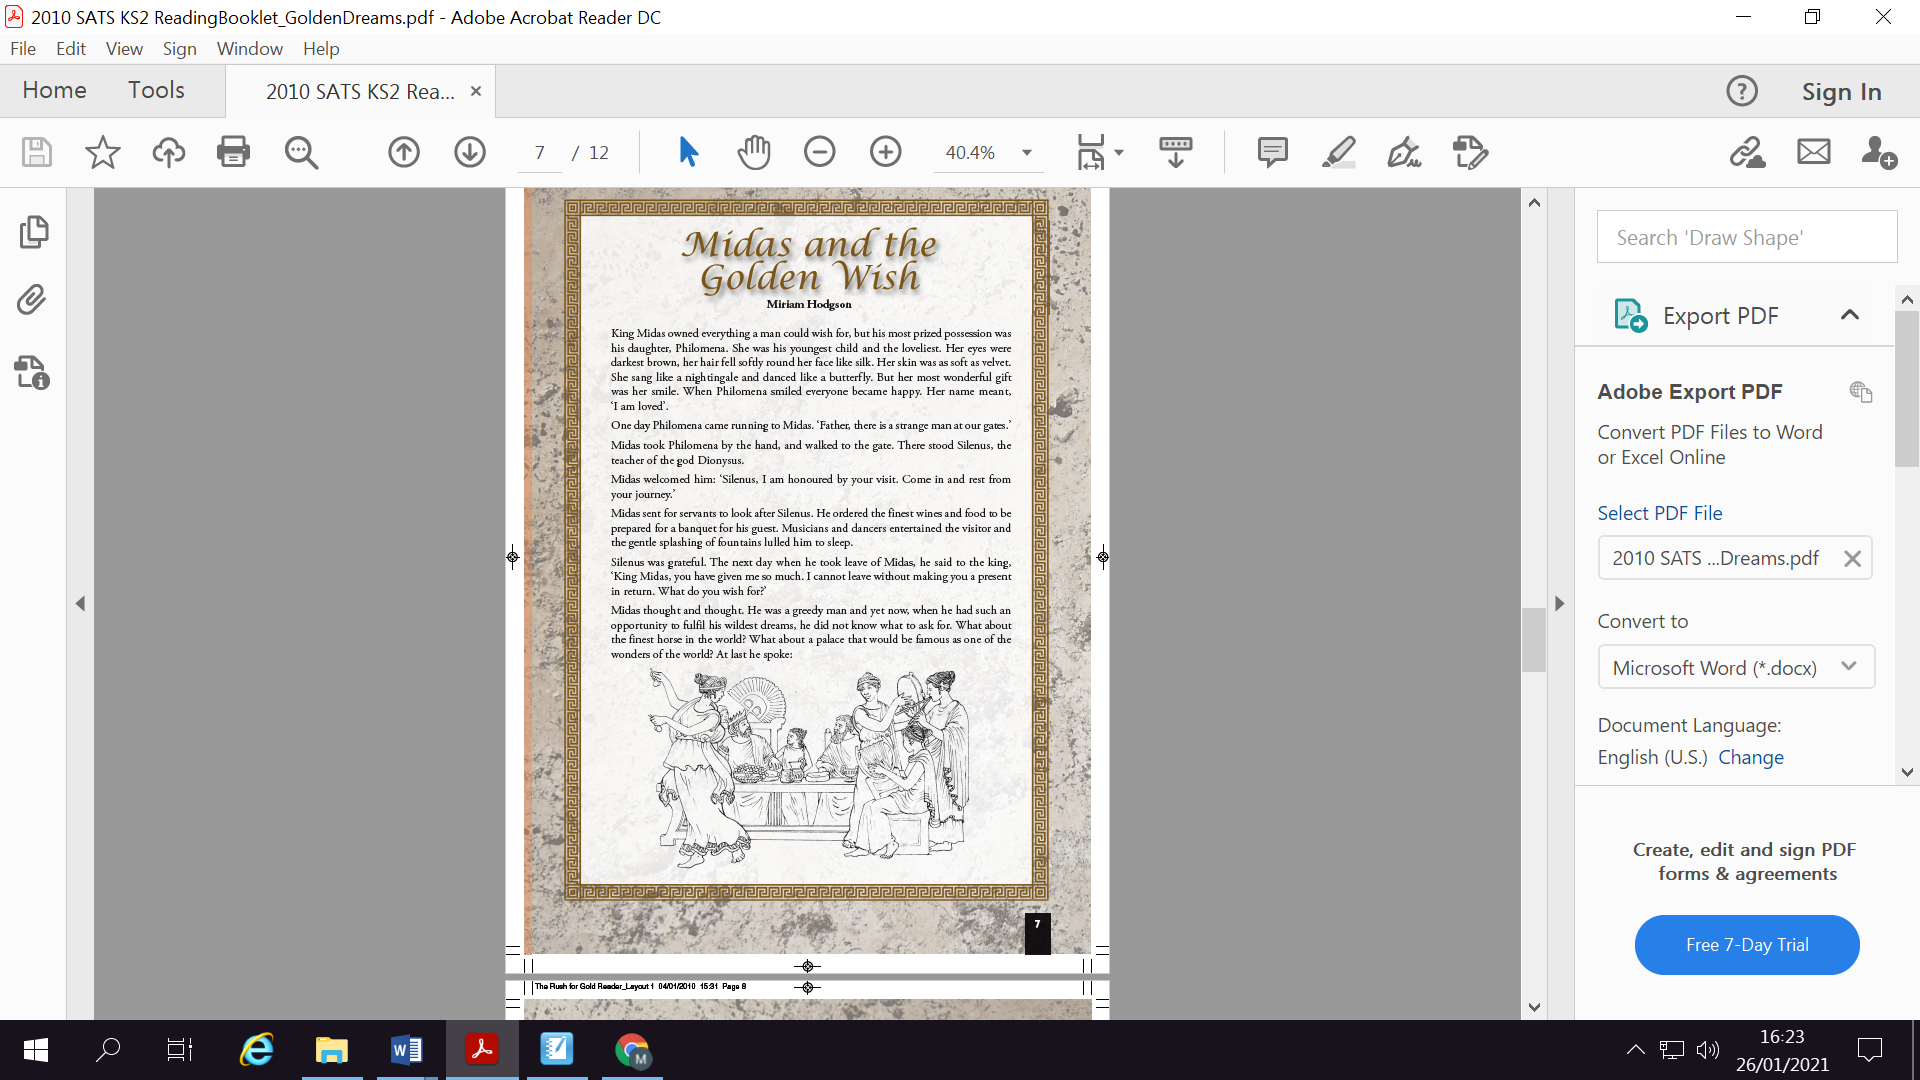 2010 SATS KS2 ReadingBooklet_GoldenDreams.pdf - Adobe Acrobat Reader DC
File Edit View Sign Window Help
Home Tools 2010 SATS KS2 Rea... × ? Sign In
7 / 12 40.4%
Search 'Draw Shape'
Export PDF
Adobe Export PDF
Convert PDF Files to Word
or Excel Online
Select PDF File
2010 SATS ...Dreams.pdf
Convert to
Microsoft Word (*.docx)
Document Language:
English (U.S.) Change
Create, edit and sign PDF
forms & agreements
Free 7-Day Trial
Midas and the
Golden Wish
Miriam Hodgson
King Midas owned everything a man could wish for, but his most prized possession was
his daughter, Philomena. She was his youngest child and the loveliest. Her eyes were
darkest brown, her hair fell softly round her face like silk. Her skin was as soft as velvet.
She sang like a nightingale and danced like a butterfly. But her most wonderful gift
was her smile. When Philomena smiled everyone became happy. Her name meant,
‘I am loved’.
One day Philomena came running to Midas. ‘Father, there is a strange man at our gates.’
Midas took Philomena by the hand, and walked to the gate. There stood Silenus, the
teacher of the god Dionysus.
Midas welcomed him: ‘Silenus, I am honoured by your visit. Come in and rest from
your journey.’
Midas sent for servants to look after Silenus. He ordered the finest wines and food to be
prepared for a banquet for his guest. Musicians and dancers entertained the visitor and
the gentle splashing of fountains lulled him to sleep.
Silenus was grateful. The next day when he took leave of Midas, he said to the king,
‘King Midas, you have given me so much. I cannot leave without making you a present
in return. What do you wish for?’
Midas thought and thought. He was a greedy man and yet now, when he had such an
opportunity to fulfil his wildest dreams, he did not know what to ask for. What about
the finest horse in the world? What about a palace that would be famous as one of the
wonders of the world? At last he spoke:
7
The Rush for Gold Reader_Layout 1 04/01/2010 15:31 Page 8
16:23
26/01/2021